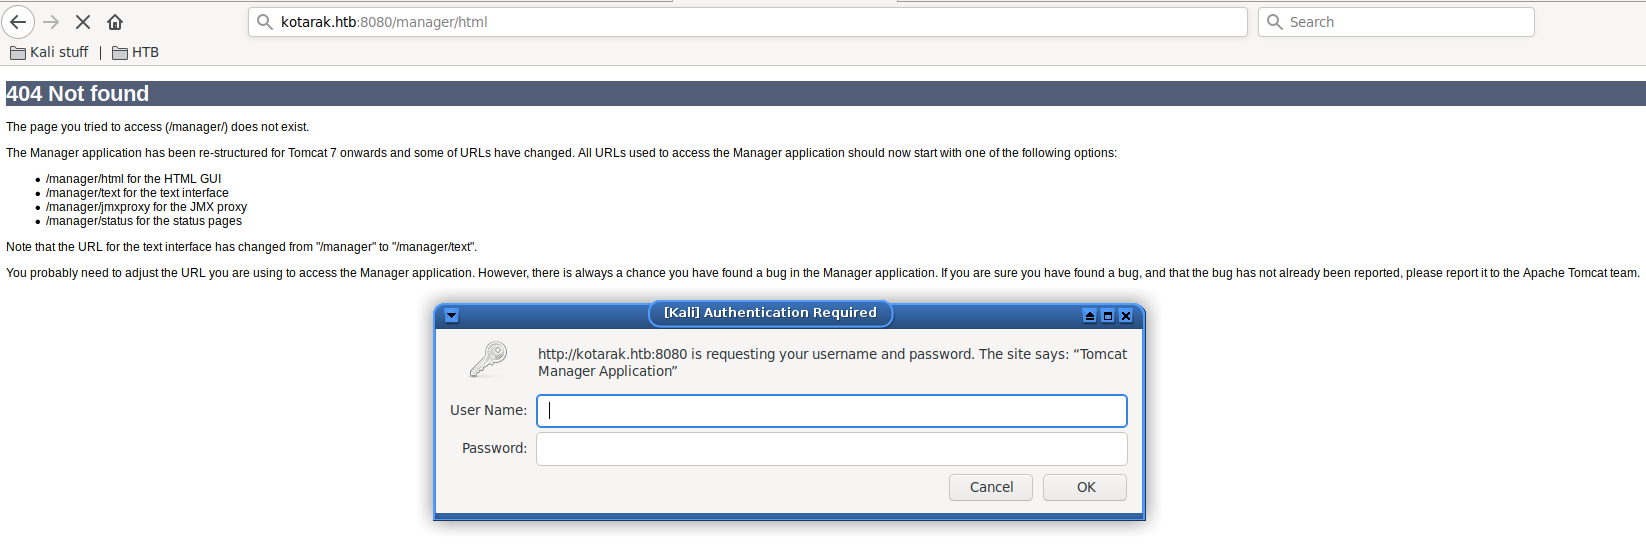 kotarak.htb:8080/manager/html
Search
Kali stuff | HTB
404 Not found
The page you tried to access (/manager/) does not exist.
The Manager application has been re-structured for Tomcat 7 onwards and some of URLs have changed. All URLs used to access the Manager application should now start with one of the following options:
/manager/html for the HTML GUI
/manager/text for the text interface
/manager/jmxproxy for the JMX proxy
/manager/status for the status pages
Note that the URL for the text interface has changed from "/manager" to "/manager/text".
You probably need to adjust the URL you are using to access the Manager application. However, there is always a chance you have found a bug in the Manager application. If you are sure you have found a bug, and that the bug has not already been reported, please report it to the Apache Tomcat team.
[Kali] Authentication Required
http://kotarak.htb:8080 is requesting your username and password. The site says: “Tomcat
Manager Application”
User Name:
Password:
Cancel
OK